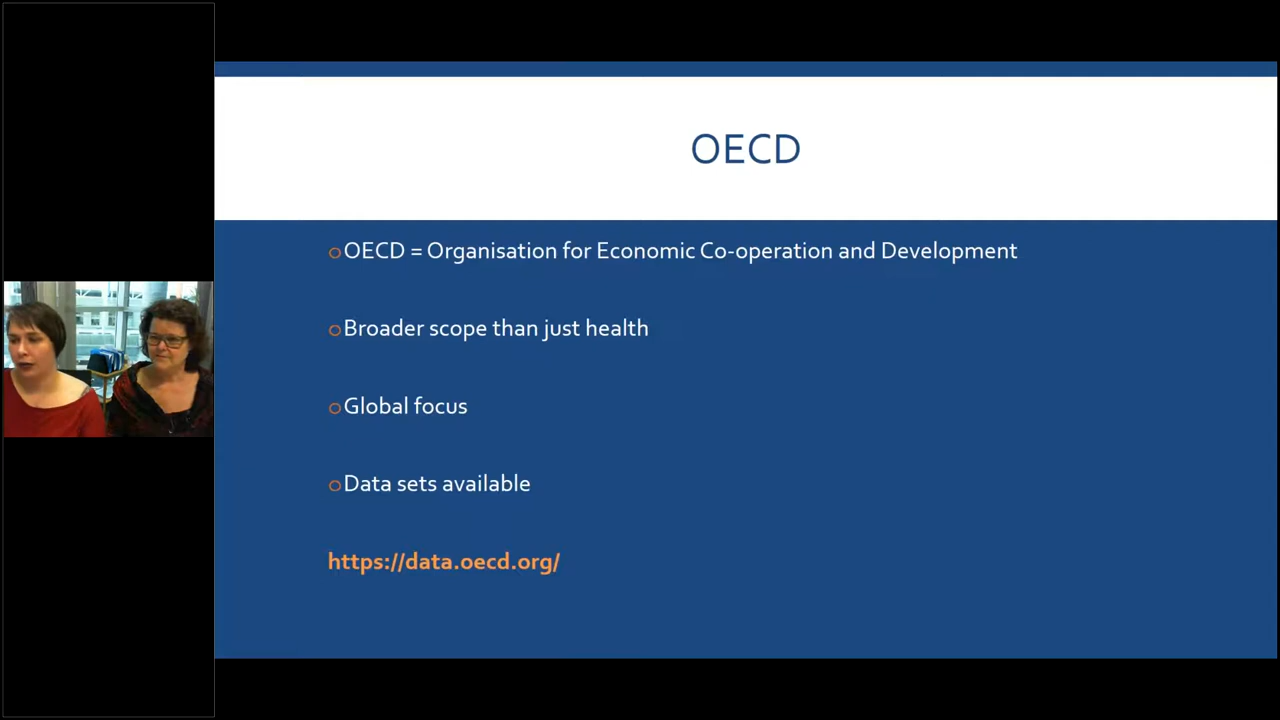 OECD
OECD = Organisation for Economic Co-operation and Development
Broader scope than just health
Global focus
Data sets available
https://data.oecd.org/